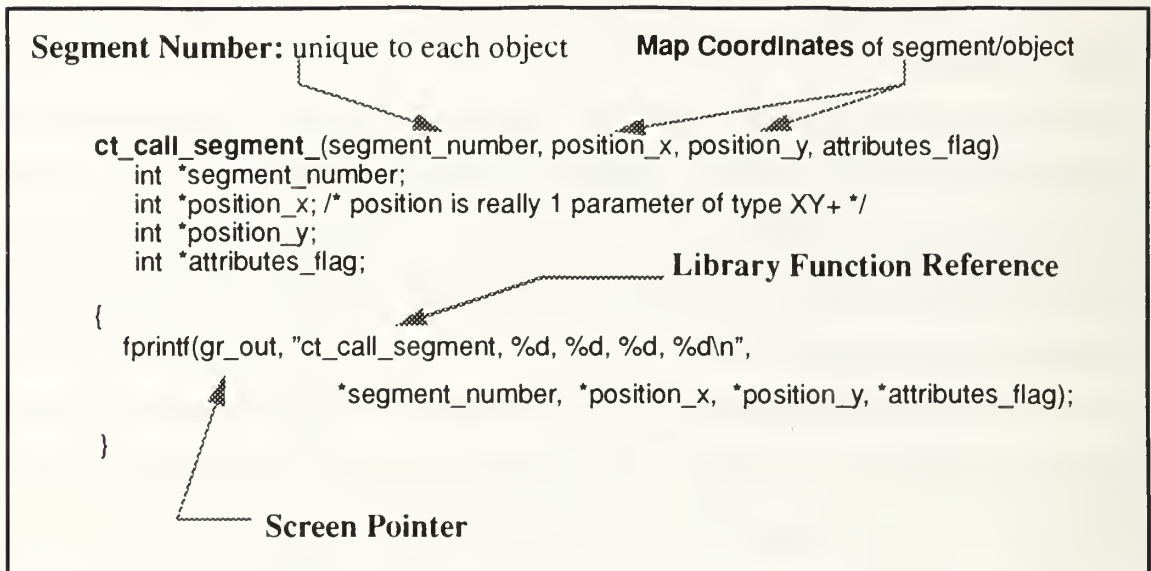 Segment Number: unique to each object
Map Coordinates of segment/object
ct_call_segment_(segment_number, position_x, position_y, attributes_flag)
int *segment_number;
int *position_x; /* position is really 1 parameter of type XY+ */
int *position_y;
int *attributes_flag;
Library Function Reference
{
fprintf(gr_out, "ct_call_segment, %d, %d, %d, %d\n",
*segment_number, *position_x, *position_y, *attributes_flag);
}
Screen Pointer